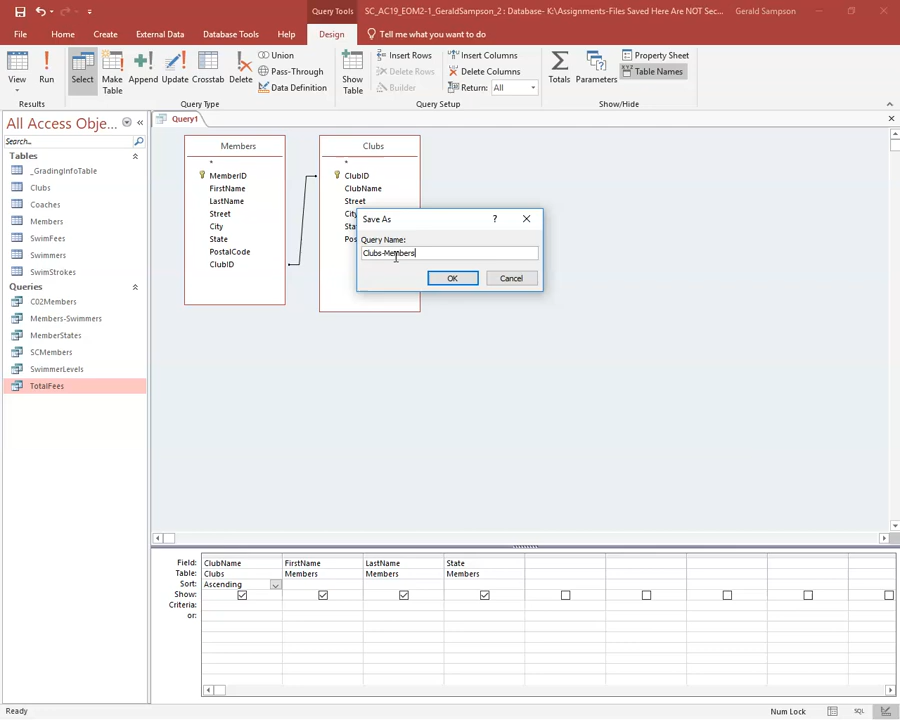 Query Tools
SC_AC19_EOM2-1_GeraldSampson_2 : Database- K:\Assignments-Files Saved Here Are NOT Sec...
Gerald Sampson
File
Home
Create
External Data
Database Tools
Help
Design
Tell me what you want to do
View
Run
Select
Make Table
Append
Update
Crosstab
Delete
Union
Pass-Through
Data Definition
Show Table
Insert Rows
Delete Rows
Builder
Insert Columns
Delete Columns
Return: All
Totals
Parameters
Property Sheet
Table Names
Results
Query Type
Query Setup
Show/Hide
All Access Obje...
Search...
Tables
_GradingInfoTable
Clubs
Coaches
Members
SwimFees
Swimmers
SwimStrokes
Queries
C02Members
Members-Swimmers
MemberStates
SCMembers
SwimmerLevels
TotalFees
Query1
Members
*
MemberID
FirstName
LastName
Street
City
State
PostalCode
ClubID
Clubs
*
ClubID
ClubName
Street
City
Sta
Pos
Save As
?
Query Name:
Clubs-Members
OK
Cancel
Field: ClubName FirstName LastName State
Table: Clubs Members Members Members
Sort: Ascending
Show:
Criteria:
or:
Ready
Num Lock
SQL